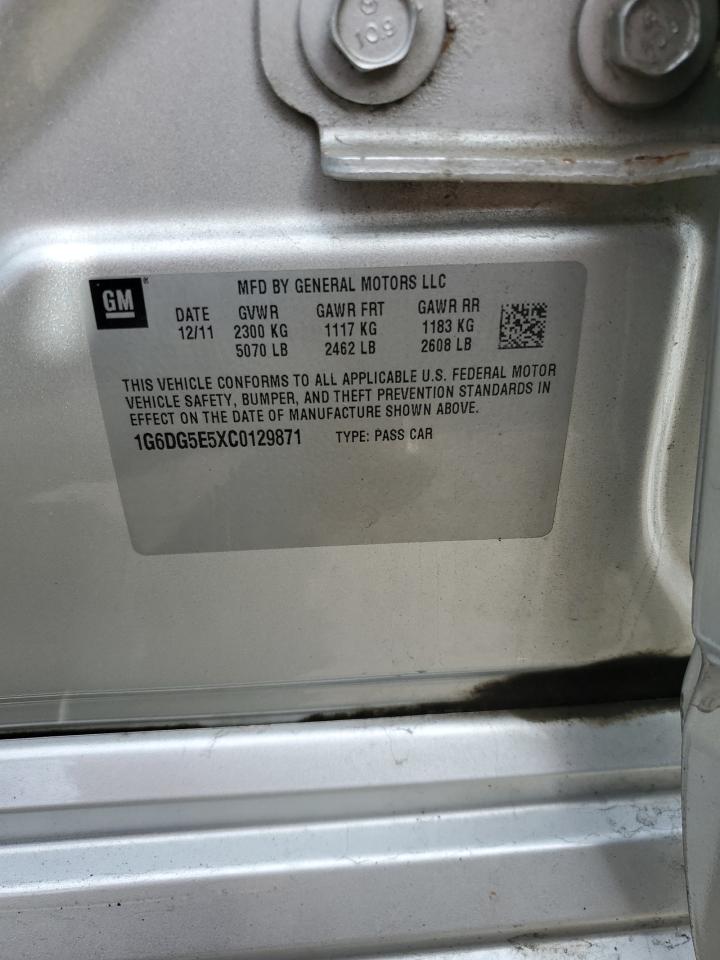 10.9
GM
MFD BY GENERAL MOTORS LLC
DATE GVWR GAWR FRT GAWR RR
12/11 2300 KG 1117 KG 1183 KG
5070 LB 2462 LB 2608 LB
THIS VEHICLE CONFORMS TO ALL APPLICABLE U.S. FEDERAL MOTOR
VEHICLE SAFETY, BUMPER, AND THEFT PREVENTION STANDARDS IN
EFFECT ON THE DATE OF MANUFACTURE SHOWN ABOVE.
1G6DG5E5XC0129871 TYPE: PASS CAR